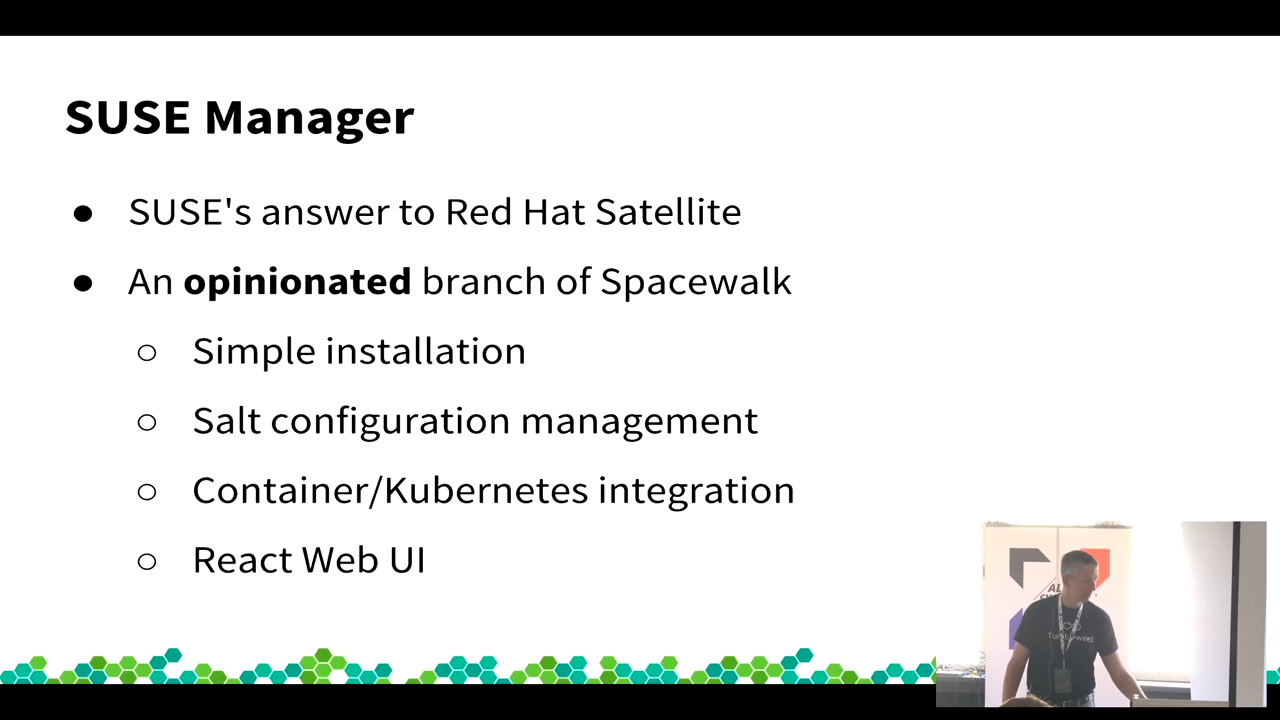 SUSE Manager
● SUSE's answer to Red Hat Satellite
● An opinionated branch of Spacewalk
○ Simple installation
○ Salt configuration management
○ Container/Kubernetes integration
○ React Web UI
Tumbleweed